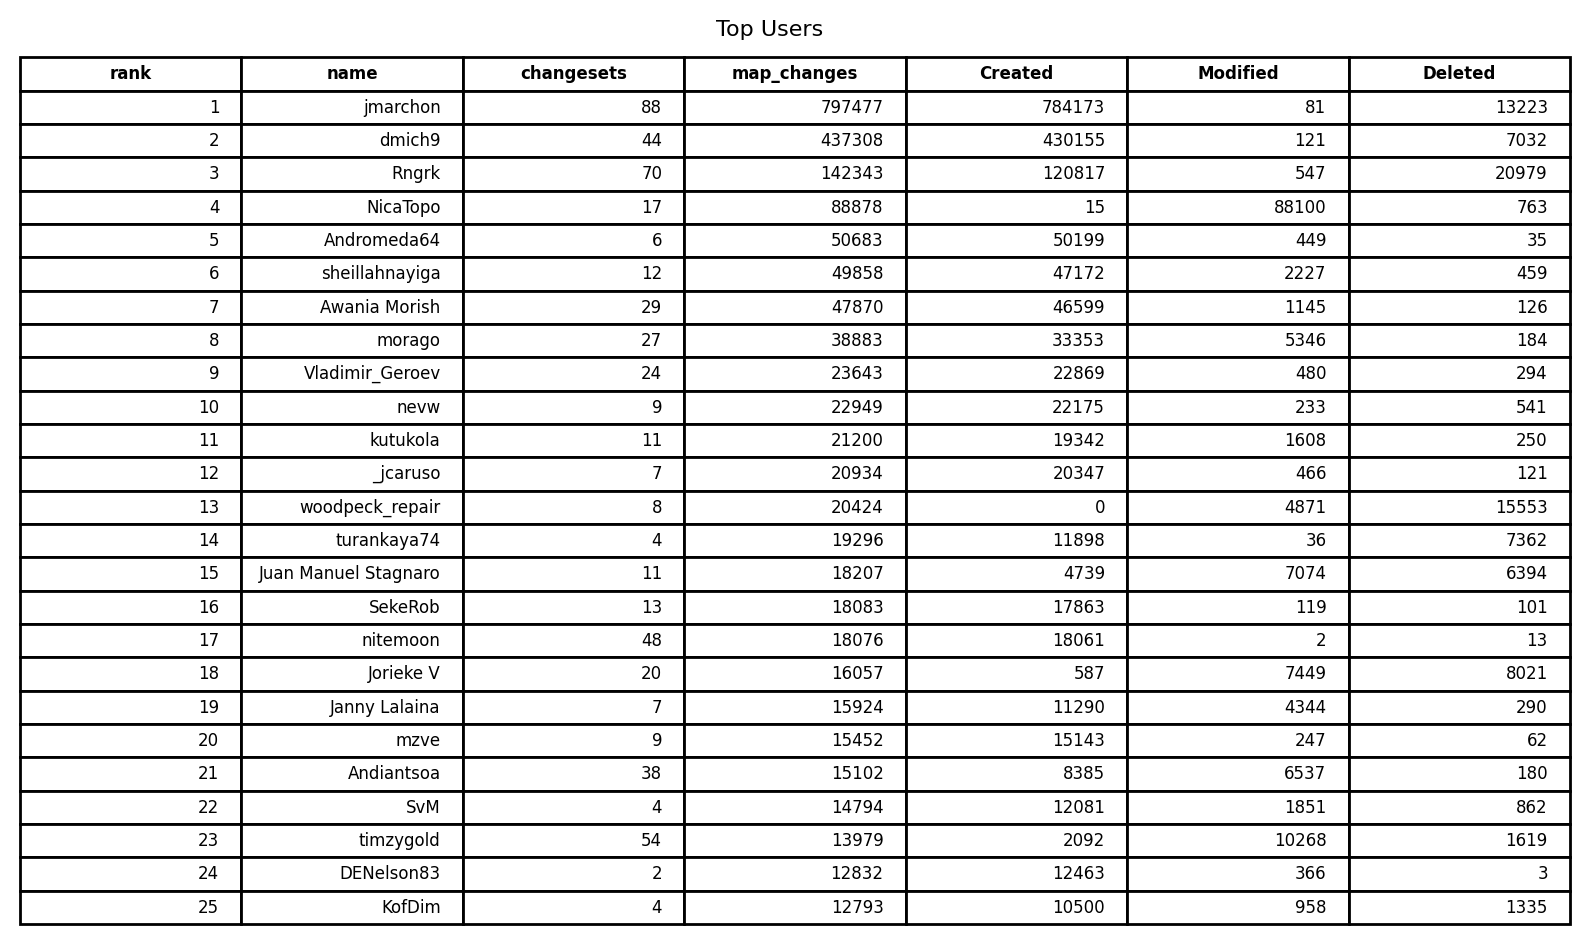 Top Users
rank name changesets map_changes Created Modified Deleted
1 jmarchon 88 797477 784173 81 13223
2 dmich9 44 437308 430155 121 7032
3 Rngrk 70 142343 120817 547 20979
4 NicaTopo 17 88878 15 88100 763
5 Andromeda64 6 50683 50199 449 35
6 sheillahnayiga 12 49858 47172 2227 459
7 Awania Morish 29 47870 46599 1145 126
8 morago 27 38883 33353 5346 184
9 Vladimir_Geroev 24 23643 22869 480 294
10 nevw 9 22949 22175 233 541
11 kutukola 11 21200 19342 1608 250
12 _jcaruso 7 20934 20347 466 121
13 woodpeck_repair 8 20424 0 4871 15553
14 turankaya74 4 19296 11898 36 7362
15 Juan Manuel Stagnaro 11 18207 4739 7074 6394
16 SekeRob 13 18083 17863 119 101
17 nitemoon 48 18076 18061 2 13
18 Jorieke V 20 16057 587 7449 8021
19 Janny Lalaina 7 15924 11290 4344 290
20 mzve 9 15452 15143 247 62
21 Andiantsoa 38 15102 8385 6537 180
22 SvM 4 14794 12081 1851 862
23 timzygold 54 13979 2092 10268 1619
24 DENelson83 2 12832 12463 366 3
25 KofDim 4 12793 10500 958 1335